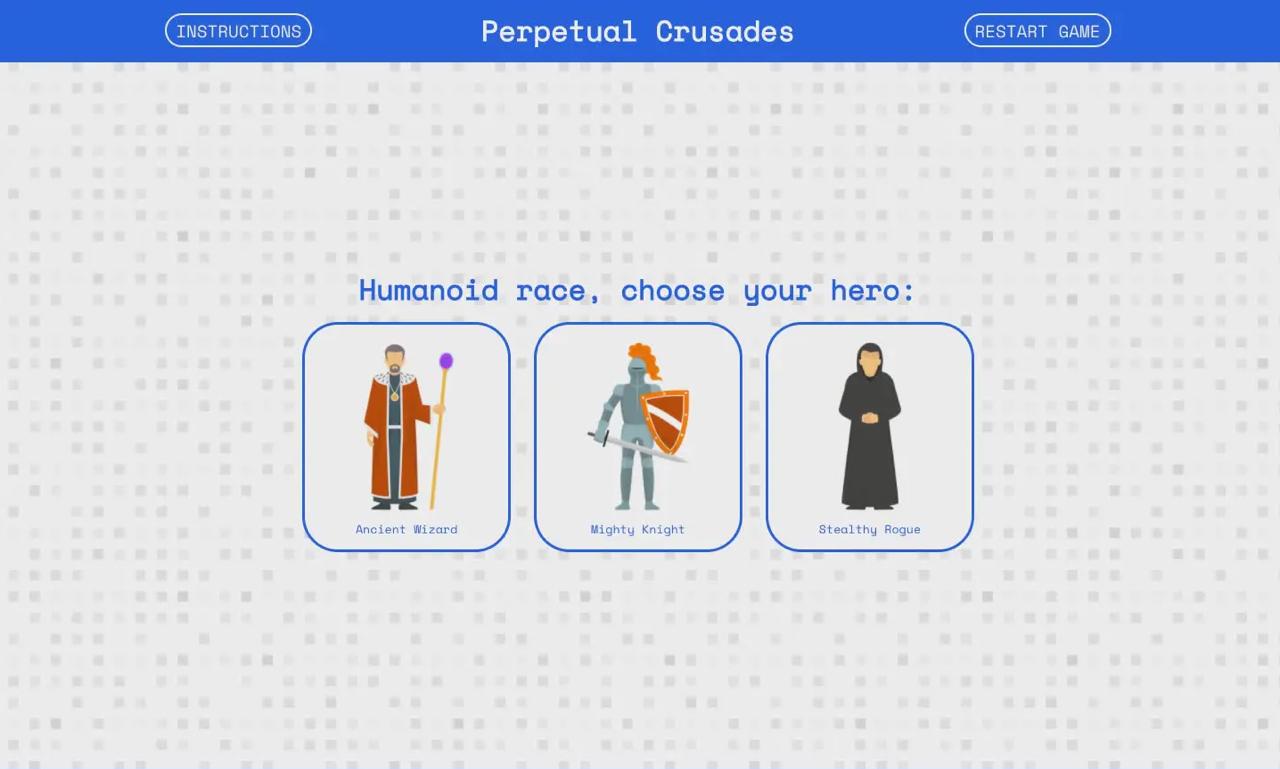 INSTRUCTIONS
Perpetual Crusades
RESTART GAME
Humanoid race, choose your hero:
Ancient Wizard
Mighty Knight
Stealthy Rogue